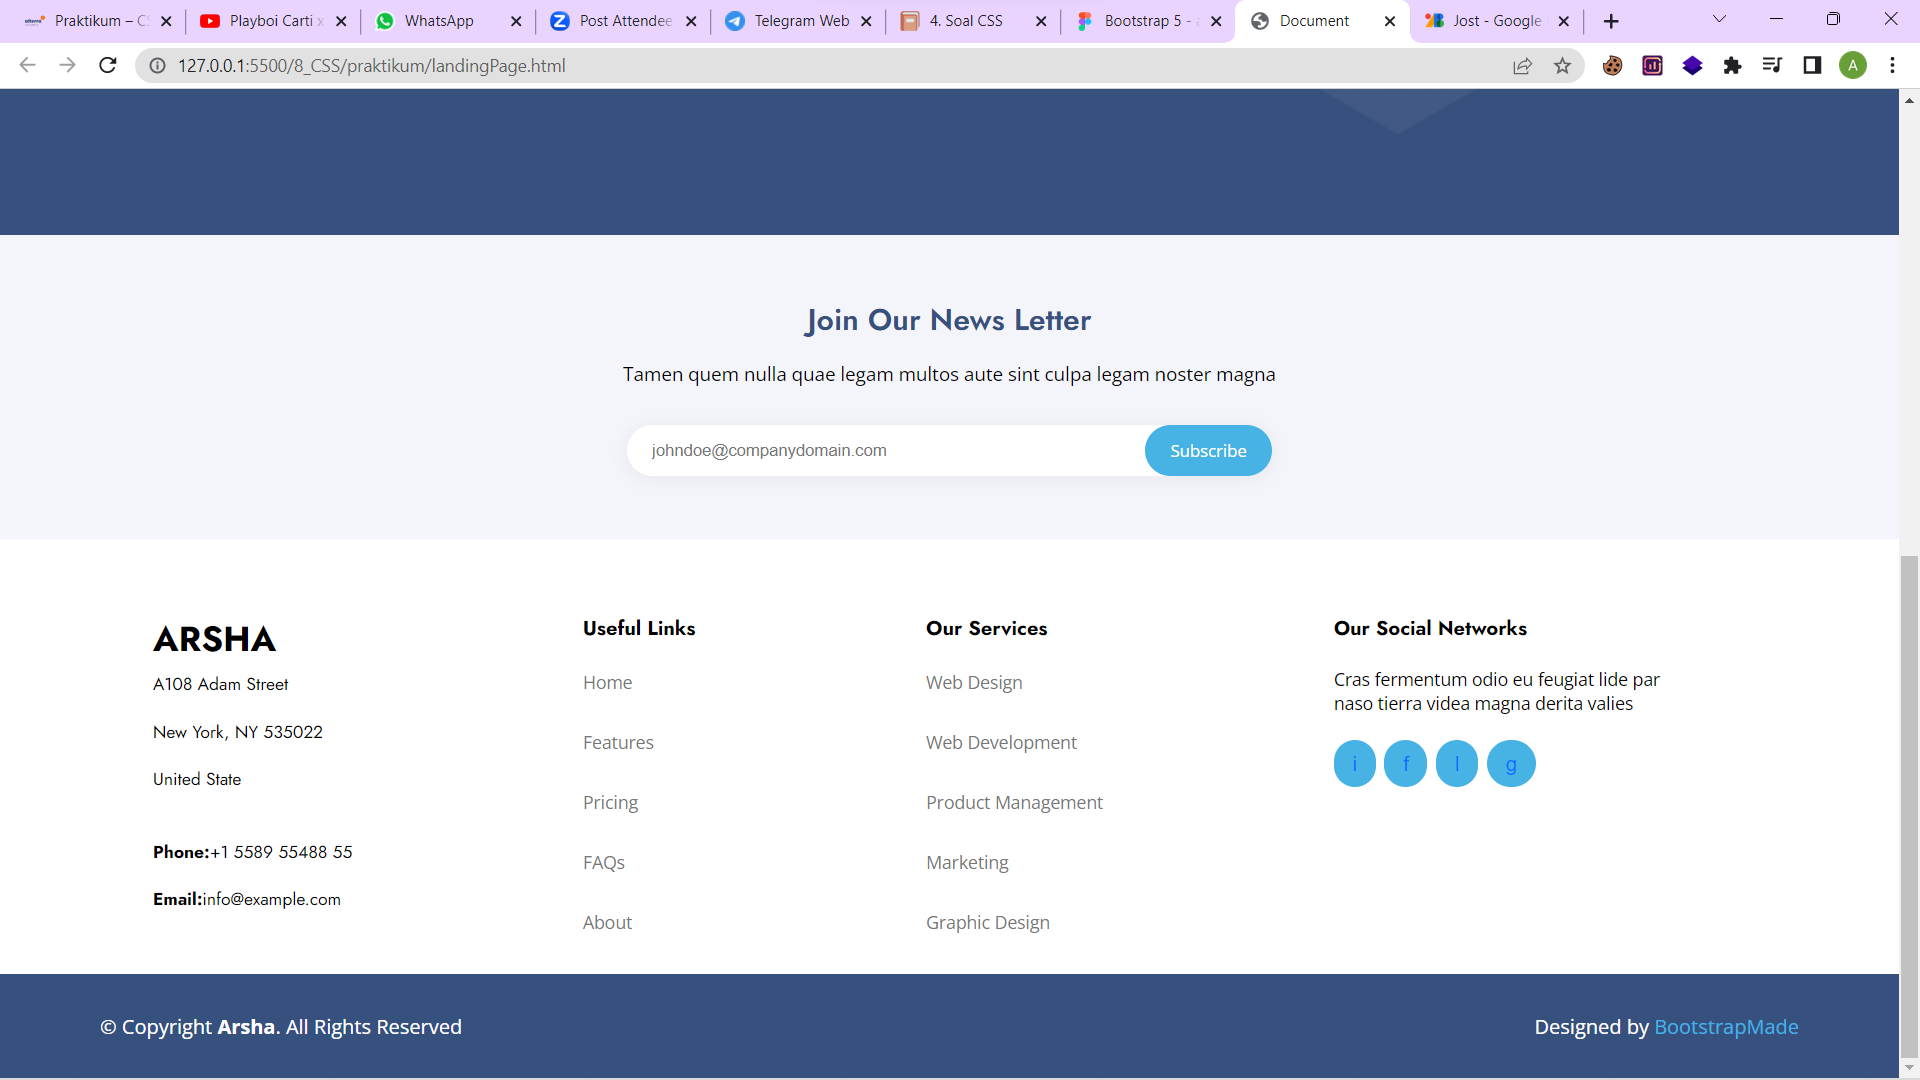 Praktikum – CS
Playboi Carti x
WhatsApp
Post Attendee
Telegram Web
4. Soal CSS
Bootstrap 5 -
Document
Jost - Google
127.0.0.1:5500/8_CSS/praktikum/landingPage.html
A
Join Our News Letter
Tamen quem nulla quae legam multos aute sint culpa legam noster magna
johndoe@companydomain.com
Subscribe
ARSHA
A108 Adam Street
New York, NY 535022
United State
Phone:+1 5589 55488 55
Email:info@example.com
Useful Links
Home
Features
Pricing
FAQs
About
Our Services
Web Design
Web Development
Product Management
Marketing
Graphic Design
Our Social Networks
Cras fermentum odio eu feugiat lide par
naso tierra videa magna derita valies
i f l g
© Copyright Arsha. All Rights Reserved
Designed by BootstrapMade